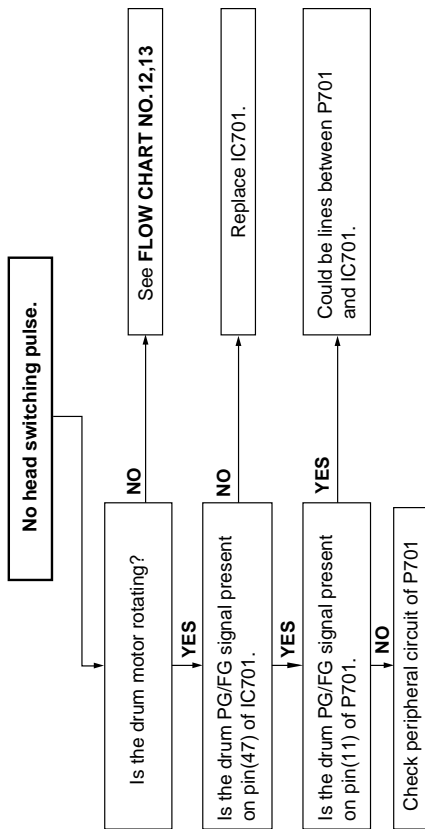 No head switching pulse.
Is the drum motor rotating?
NO
See FLOW CHART NO.12,13
YES
Is the drum PG/FG signal present
on pin(47) of IC701.
NO
Replace IC701.
YES
Is the drum PG/FG signal present
on pin(11) of P701.
YES
Could be lines between P701
and IC701.
NO
Check peripheral circuit of P701